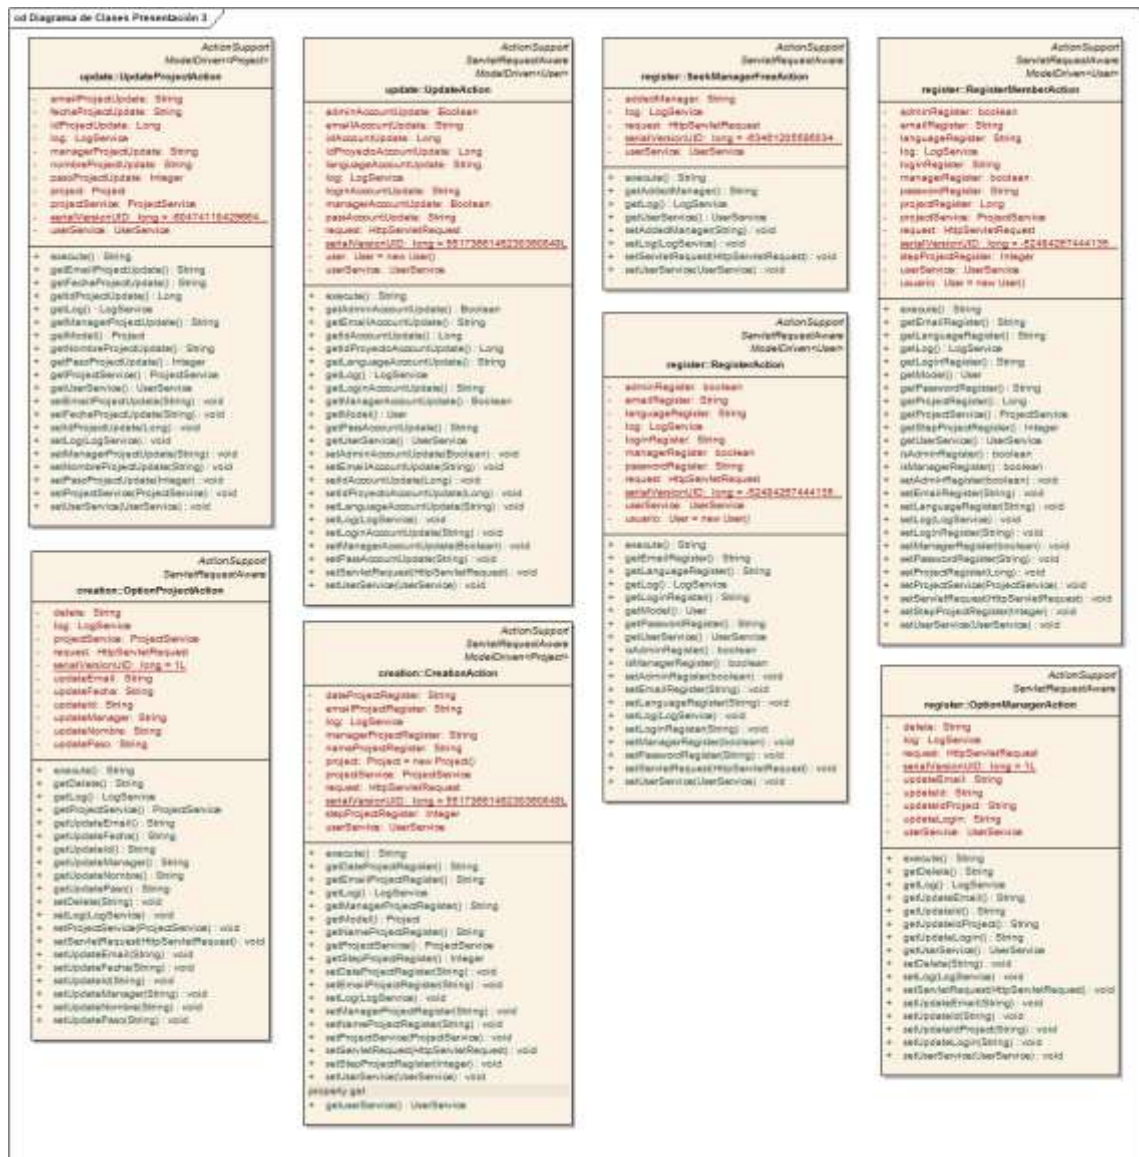 cd Diagrama de Clases Presentación 3
ActionSupport
ModelDriven<Project>
update::UpdateProjectAction
- emailProjectUpdate: String
- fechaProjectUpdate: String
- idProjectUpdate: Long
- log: LogService
- managerProjectUpdate: String
- nombreProjectUpdate: String
- pasoProjectUpdate: Integer
- project: Project
- projectService: ProjectService
- serialVersionUID: long =
- userService: UserService
+ execute() : String
+ getEmailProjectUpdate() : String
+ getFechaProjectUpdate() : String
+ getIdProjectUpdate() : Long
+ getLog() : LogService
+ getManagerProjectUpdate() : String
+ getModel() : Project
+ getNombreProjectUpdate() : String
+ getPasoProjectUpdate() : Integer
+ getProjectService() : ProjectService
+ getUserService() : UserService
+ setEmailProjectUpdate(String) : void
+ setFechaProjectUpdate(String) : void
+ setIdProjectUpdate(Long) : void
+ setLog(LogService) : void
+ setManagerProjectUpdate(String) : void
+ setNombreProjectUpdate(String) : void
+ setPasoProjectUpdate(Integer) : void
+ setProjectService(ProjectService) : void
+ setUserService(UserService) : void
ActionSupport
ServletRequestAware
creation::OptionProjectAction
- delete: String
- log: LogService
- projectService: ProjectService
- request: HttpServletRequest
- serialVersionUID: long = 1L
- updateEmail: String
- updateFecha: String
- updateId: String
- updateManager: String
- updateNombre: String
- updatePaso: String
+ execute() : String
+ getDelete() : String
+ getLog() : LogService
+ getProjectService() : ProjectService
+ getUpdateEmail() : String
+ getUpdateFecha() : String
+ getUpdateId() : String
+ getUpdateManager() : String
+ getUpdateNombre() : String
+ getUpdatePaso() : String
+ setDelete(String) : void
+ setLog(LogService) : void
+ setProjectService(ProjectService) : void
+ setServletRequest(HttpServletRequest) : void
+ setUpdateEmail(String) : void
+ setUpdateFecha(String) : void
+ setUpdateId(String) : void
+ setUpdateManager(String) : void
+ setUpdateNombre(String) : void
+ setUpdatePaso(String) : void
ActionSupport
ServletRequestAware
ModelDriven<User>
update::UpdateAction
- adminAccountUpdate: Boolean
- emailAccountUpdate: String
- idAccountUpdate: Long
- idProyectoAccountUpdate: Long
- languageAccountUpdate: String
- log: LogService
- loginAccountUpdate: String
- managerAccountUpdate: Boolean
- passAccountUpdate: String
- request: HttpServletRequest
- serialVersionUID: long =
- user: User = new User()
- userService: UserService
+ execute() : String
+ getAdminAccountUpdate() : Boolean
+ getEmailAccountUpdate() : String
+ getIdAccountUpdate() : Long
+ getIdProyectoAccountUpdate() : Long
+ getLanguageAccountUpdate() : String
+ getLog() : LogService
+ getLoginAccountUpdate() : String
+ getManagerAccountUpdate() : Boolean
+ getModel() : User
+ getPassAccountUpdate() : String
+ getUserService() : UserService
+ setAdminAccountUpdate(Boolean) : void
+ setEmailAccountUpdate(String) : void
+ setIdAccountUpdate(Long) : void
+ setIdProyectoAccountUpdate(Long) : void
+ setLanguageAccountUpdate(String) : void
+ setLog(LogService) : void
+ setLoginAccountUpdate(String) : void
+ setManagerAccountUpdate(Boolean) : void
+ setPassAccountUpdate(String) : void
+ setServletRequest(HttpServletRequest) : void
+ setUserService(UserService) : void
ActionSupport
ServletRequestAware
ModelDriven<Project>
creation::CreationAction
- dateProjectRegister: String
- emailProjectRegister: String
- log: LogService
- managerProjectRegister: String
- nameProjectRegister: String
- project: Project = new Project()
- projectService: ProjectService
- request: HttpServletRequest
- serialVersionUID: long =
- stepProjectRegister: Integer
- userService: UserService
+ execute() : String
+ getDateProjectRegister() : String
+ getEmailProjectRegister() : String
+ getLog() : LogService
+ getManagerProjectRegister() : String
+ getModel() : Project
+ getNameProjectRegister() : String
+ getProjectService() : ProjectService
+ getStepProjectRegister() : Integer
+ setDateProjectRegister(String) : void
+ setEmailProjectRegister(String) : void
+ setLog(LogService) : void
+ setManagerProjectRegister(String) : void
+ setNameProjectRegister(String) : void
+ setProjectService(ProjectService) : void
+ setServletRequest(HttpServletRequest) : void
+ setStepProjectRegister(Integer) : void
+ setUserService(UserService) : void
property get
+ getuserService() : UserService
ActionSupport
ServletRequestAware
register::SeekManagerFreeAction
- addedManager: String
- log: LogService
- request: HttpServletRequest
- serialVersionUID: long =
- userService: UserService
+ execute() : String
+ getAddedManager() : String
+ getLog() : LogService
+ getUserService() : UserService
+ setAddedManager(String) : void
+ setLog(LogService) : void
+ setServletRequest(HttpServletRequest) : void
+ setUserService(UserService) : void
ActionSupport
ServletRequestAware
ModelDriven<User>
register::RegisterAction
- adminRegister: boolean
- emailRegister: String
- languageRegister: String
- log: LogService
- loginRegister: String
- managerRegister: boolean
- passwordRegister: String
- request: HttpServletRequest
- serialVersionUID: long =
- userService: UserService
- usuario: User = new User()
+ execute() : String
+ getEmailRegister() : String
+ getLanguageRegister() : String
+ getLog() : LogService
+ getLoginRegister() : String
+ getModel() : User
+ getPasswordRegister() : String
+ getUserService() : UserService
+ isAdminRegister() : boolean
+ isManagerRegister() : boolean
+ setAdminRegister(boolean) : void
+ setEmailRegister(String) : void
+ setLanguageRegister(String) : void
+ setLog(LogService) : void
+ setLoginRegister(String) : void
+ setManagerRegister(boolean) : void
+ setPasswordRegister(String) : void
+ setServletRequest(HttpServletRequest) : void
+ setUserService(UserService) : void
ActionSupport
ServletRequestAware
ModelDriven<User>
register::RegisterMemberAction
- adminRegister: boolean
- emailRegister: String
- languageRegister: String
- log: LogService
- loginRegister: String
- managerRegister: boolean
- passwordRegister: String
- projectRegister: Long
- projectService: ProjectService
- request: HttpServletRequest
- serialVersionUID: long =
- stepProjectRegister: Integer
- userService: UserService
- usuario: User = new User()
+ execute() : String
+ getEmailRegister() : String
+ getLanguageRegister() : String
+ getLog() : LogService
+ getLoginRegister() : String
+ getModel() : User
+ getPasswordRegister() : String
+ getProjectRegister() : Long
+ getProjectService() : ProjectService
+ getStepProjectRegister() : Integer
+ getUserService() : UserService
+ isAdminRegister() : boolean
+ isManagerRegister() : boolean
+ setAdminRegister(boolean) : void
+ setEmailRegister(String) : void
+ setLanguageRegister(String) : void
+ setLog(LogService) : void
+ setLoginRegister(String) : void
+ setManagerRegister(boolean) : void
+ setPasswordRegister(String) : void
+ setProjectRegister(Long) : void
+ setProjectService(ProjectService) : void
+ setServletRequest(HttpServletRequest) : void
+ setStepProjectRegister(Integer) : void
+ setUserService(UserService) : void
ActionSupport
ServletRequestAware
register::OptionManagerAction
- delete: String
- log: LogService
- request: HttpServletRequest
- serialVersionUID: long = 1L
- updateEmail: String
- updateId: String
- updateIdProject: String
- updateLogin: String
- userService: UserService
+ execute() : String
+ getDelete() : String
+ getLog() : LogService
+ getUpdateEmail() : String
+ getUpdateId() : String
+ getUpdateIdProject() : String
+ getUpdateLogin() : String
+ getUserService() : UserService
+ setDelete(String) : void
+ setLog(LogService) : void
+ setServletRequest(HttpServletRequest) : void
+ setUpdateEmail(String) : void
+ setUpdateId(String) : void
+ setUpdateIdProject(String) : void
+ setUpdateLogin(String) : void
+ setUserService(UserService) : void